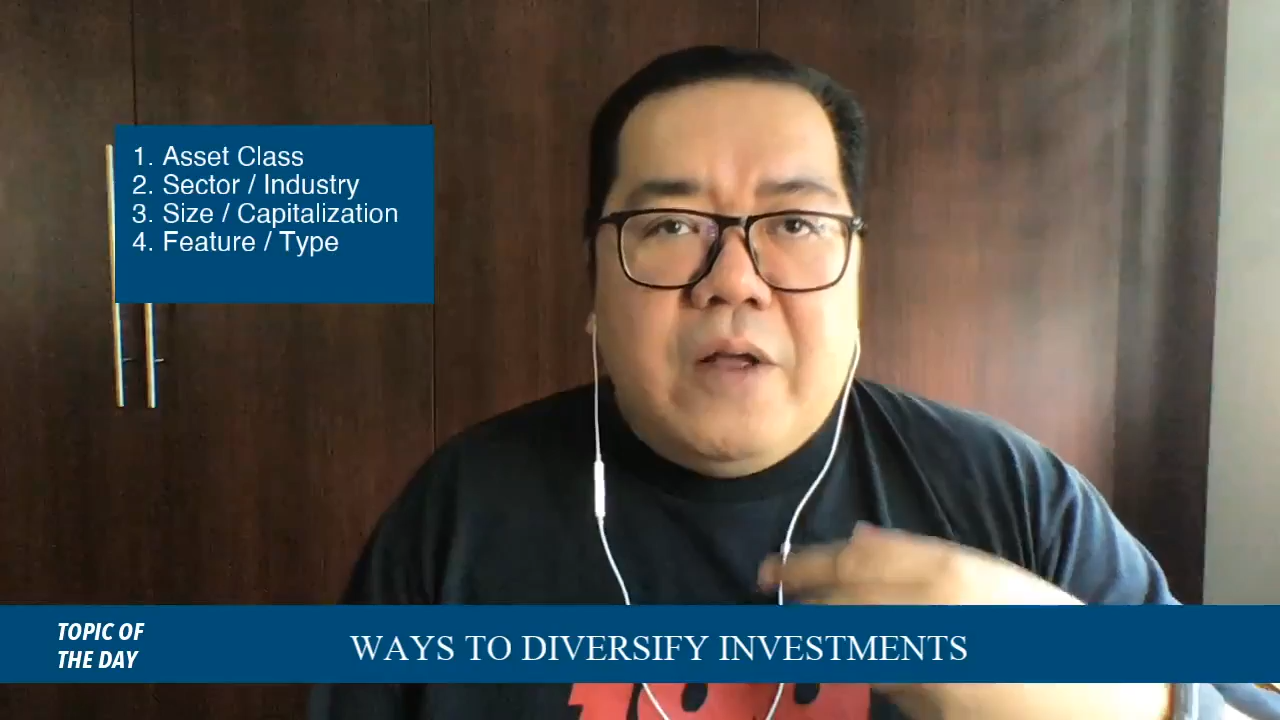 1. Asset Class
2. Sector / Industry
3. Size / Capitalization
4. Feature / Type
TOPIC OF
THE DAY
WAYS TO DIVERSIFY INVESTMENTS